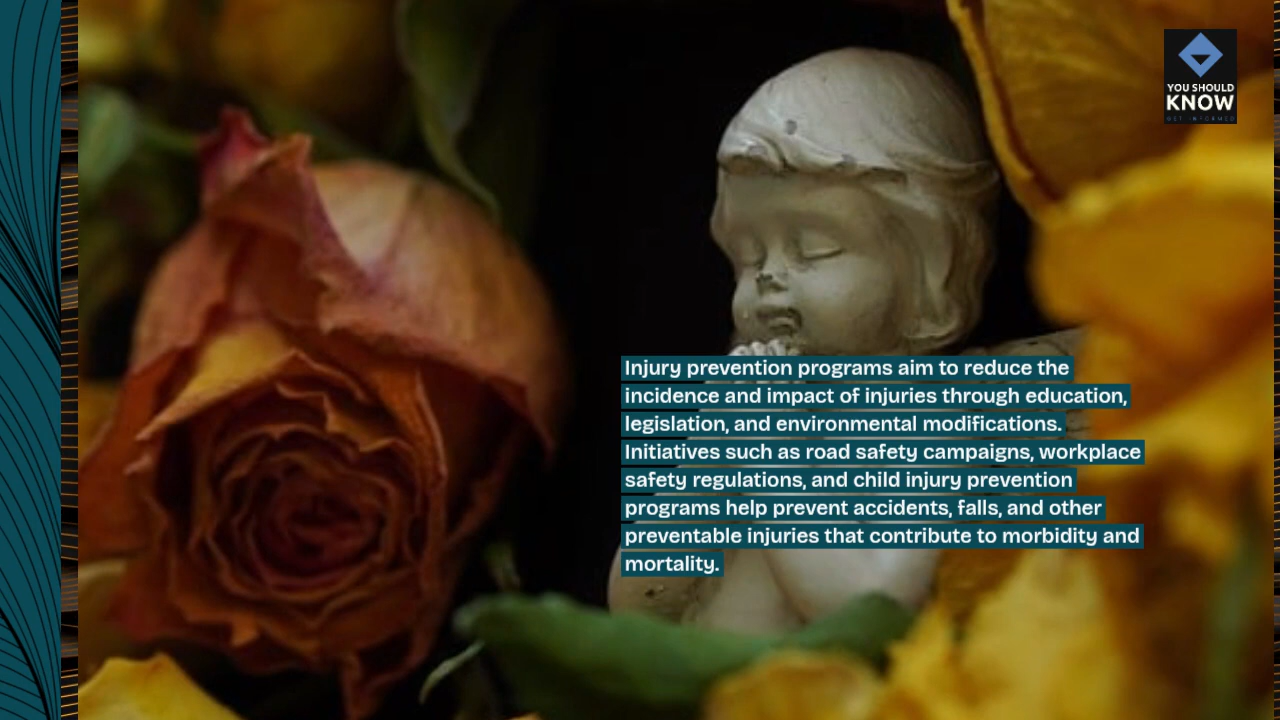 YOU SHOULD
KNOW
GET INFORMED
Injury prevention programs aim to reduce the
incidence and impact of injuries through education,
legislation, and environmental modifications.
Initiatives such as road safety campaigns, workplace
safety regulations, and child injury prevention
programs help prevent accidents, falls, and other
preventable injuries that contribute to morbidity and
mortality.